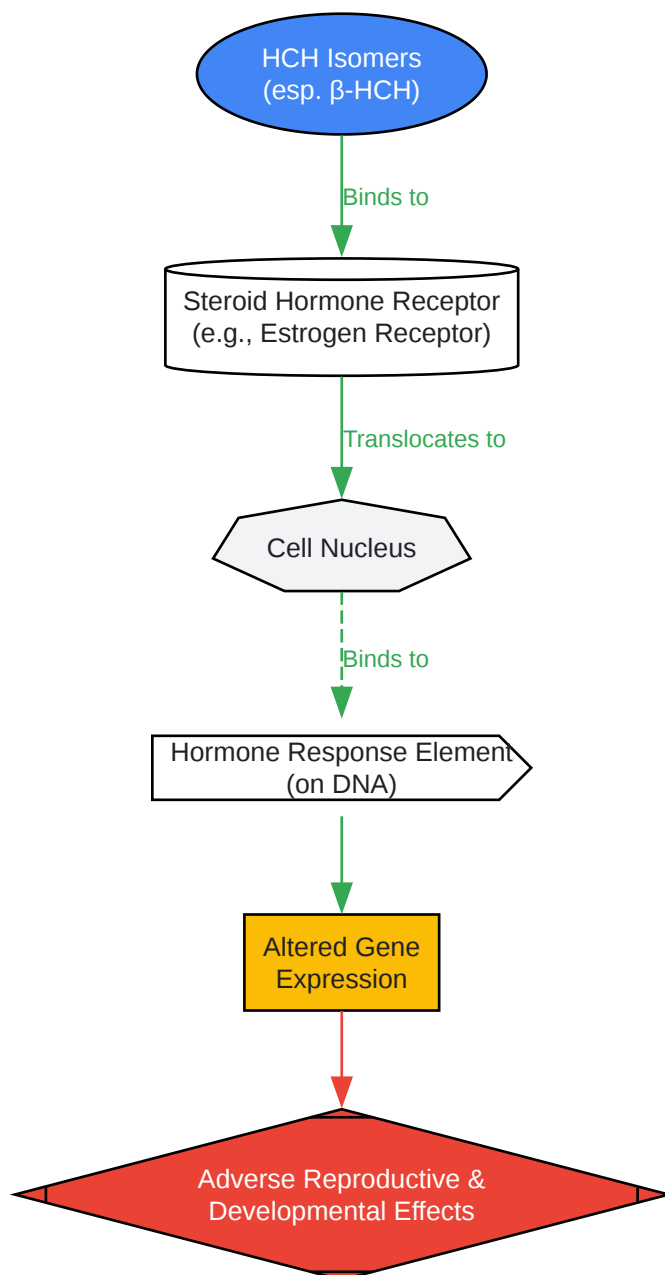 HCH Isomers
(esp. β-HCH)
Binds to
Steroid Hormone Receptor
(e.g., Estrogen Receptor)
Translocates to
Cell Nucleus
Binds to
Hormone Response Element
(on DNA)
Altered Gene
Expression
Adverse Reproductive &
Developmental Effects